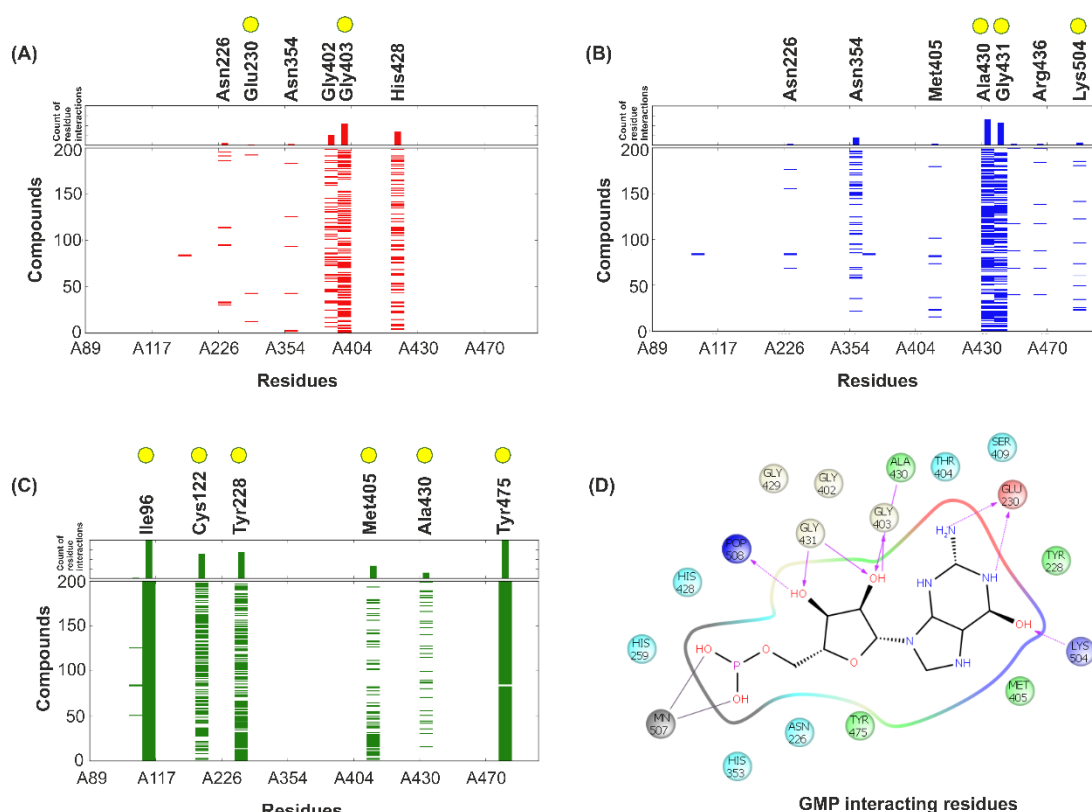 (A)
Asn226
Glu230
Asn354
Gly402
Gly403
His428
Count of
residue
interactions
200
150
100
50
0
Compounds
A89 A117 A226 A354 A404 A430 A470
Residues
(B)
Asn226
Asn354
Met405
Ala430
Gly431
Arg436
Lys504
Count of
residue
Interactions
200
150
100
50
0
Compounds
A89 A117 A226 A354 A404 A430 A470
Residues
(C)
Ile96
Cys122
Tyr228
Met405
Ala430
Tyr475
Count of
residue
interactions
200
150
100
50
0
Compounds
A89 A117 A226 A354 A404 A430 A470
Residues
(D)
SER
409
ALA
430
THR
404
GLY
429
GLY
402
GLU
230
GLY
403
GLY
431
POP
508
H₂N
TYR
228
HIS
428
OH
HN
NH
HO
OH
N
LYS
504
HIS
259
OH
O
P
O
NH
MET
405
OH
MN
507
ASN
226
TYR
475
HIS
353
GMP interacting residues